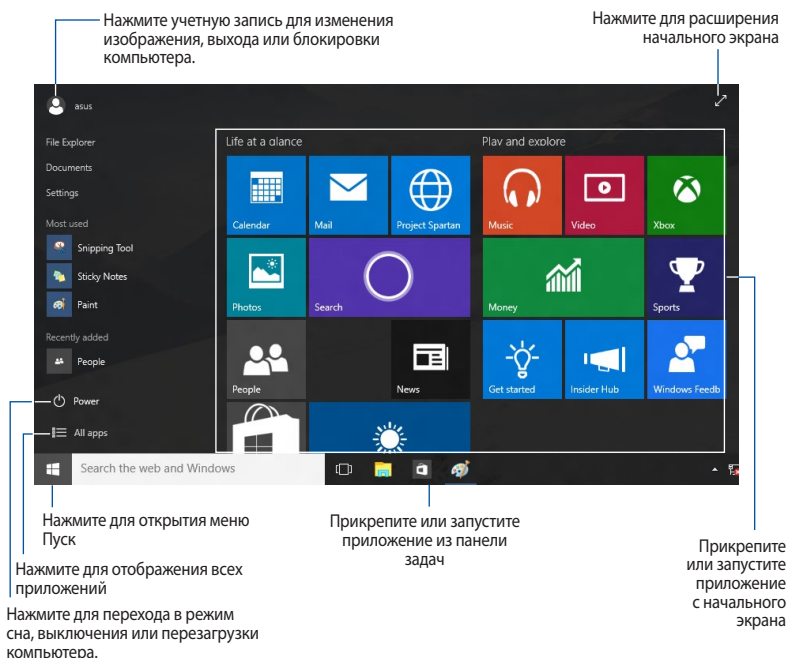 Нажмите учетную запись для изменения
изображения, выхода или блокировки
компьютера.
Нажмите для расширения
начального экрана
asus
File Explorer
Documents
Settings
Most used
Snipping Tool
Sticky Notes
Paint
Recently added
People
Power
All apps
Search the web and Windows
Life at a glance
Calendar
Mail
Project Spartan
Photos
Search
People
News
Play and explore
Music
Video
Xbox
Money
Sports
Get started
Insider Hub
Windows Feedb
Нажмите для открытия меню
Пуск
Нажмите для отображения всех
приложений
Нажмите для перехода в режим
сна, выключения или перезагрузки
компьютера.
Прикрепите или запустите
приложение из панели
задач
Прикрепите
или запустите
приложение
с начального
экрана